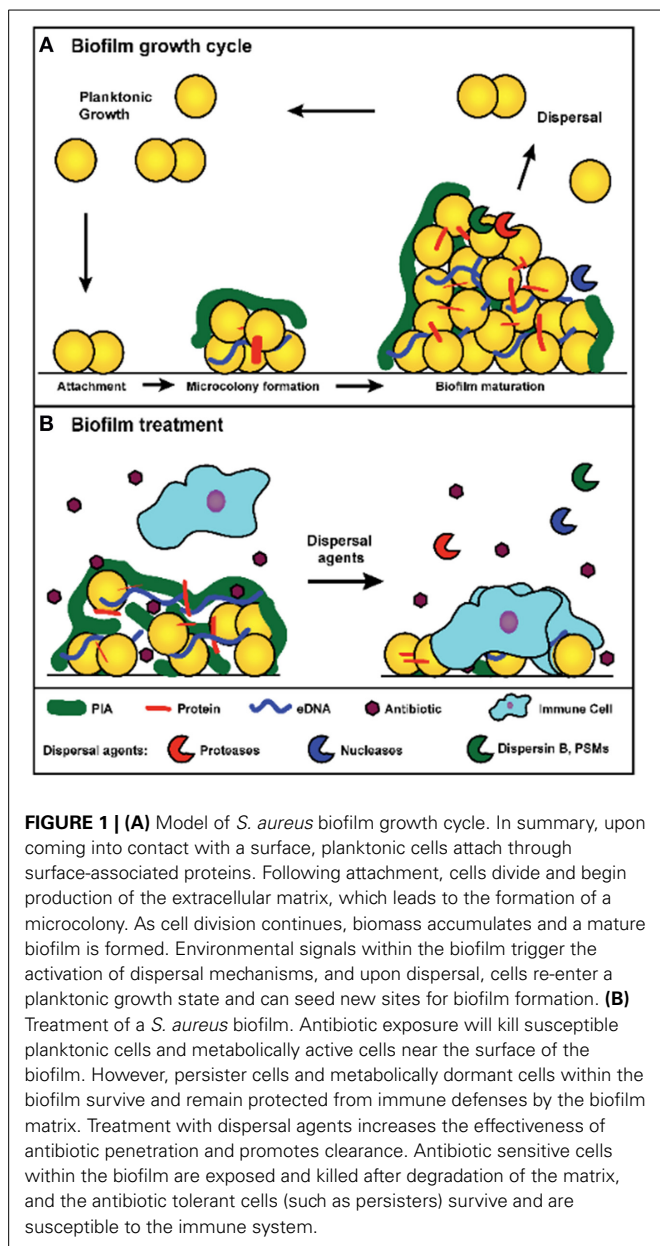 A Biofilm growth cycle
Planktonic
Growth
Dispersal
Attachment
Microcolony formation
Biofilm maturation
B Biofilm treatment
Dispersal
agents
PIA Protein eDNA Antibiotic Immune Cell
Dispersal agents: Proteases Nucleases Dispersin B, PSMs
FIGURE 1 | (A) Model of S. aureus biofilm growth cycle. In summary, upon
coming into contact with a surface, planktonic cells attach through
surface-associated proteins. Following attachment, cells divide and begin
production of the extracellular matrix, which leads to the formation of a
microcolony. As cell division continues, biomass accumulates and a mature
biofilm is formed. Environmental signals within the biofilm trigger the
activation of dispersal mechanisms, and upon dispersal, cells re-enter a
planktonic growth state and can seed new sites for biofilm formation. (B)
Treatment of a S. aureus biofilm. Antibiotic exposure will kill susceptible
planktonic cells and metabolically active cells near the surface of the
biofilm. However, persister cells and metabolically dormant cells within the
biofilm survive and remain protected from immune defenses by the biofilm
matrix. Treatment with dispersal agents increases the effectiveness of
antibiotic penetration and promotes clearance. Antibiotic sensitive cells
within the biofilm are exposed and killed after degradation of the matrix,
and the antibiotic tolerant cells (such as persisters) survive and are
susceptible to the immune system.